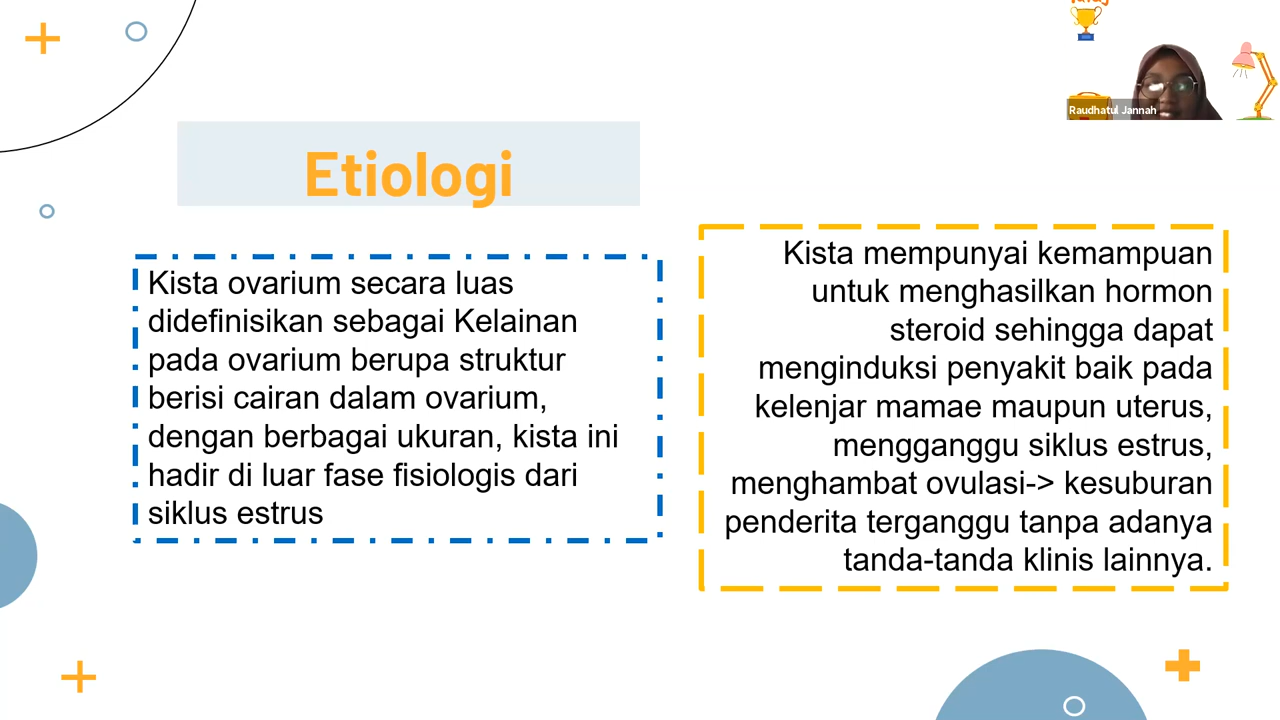 Raudhatul Jannah
Etiologi
Kista ovarium secara luas
didefinisikan sebagai Kelainan
pada ovarium berupa struktur
berisi cairan dalam ovarium,
dengan berbagai ukuran, kista ini
hadir di luar fase fisiologis dari
siklus estrus
Kista mempunyai kemampuan
untuk menghasilkan hormon
steroid sehingga dapat
menginduksi penyakit baik pada
kelenjar mamae maupun uterus,
mengganggu siklus estrus,
menghambat ovulasi-> kesuburan
penderita terganggu tanpa adanya
tanda-tanda klinis lainnya.